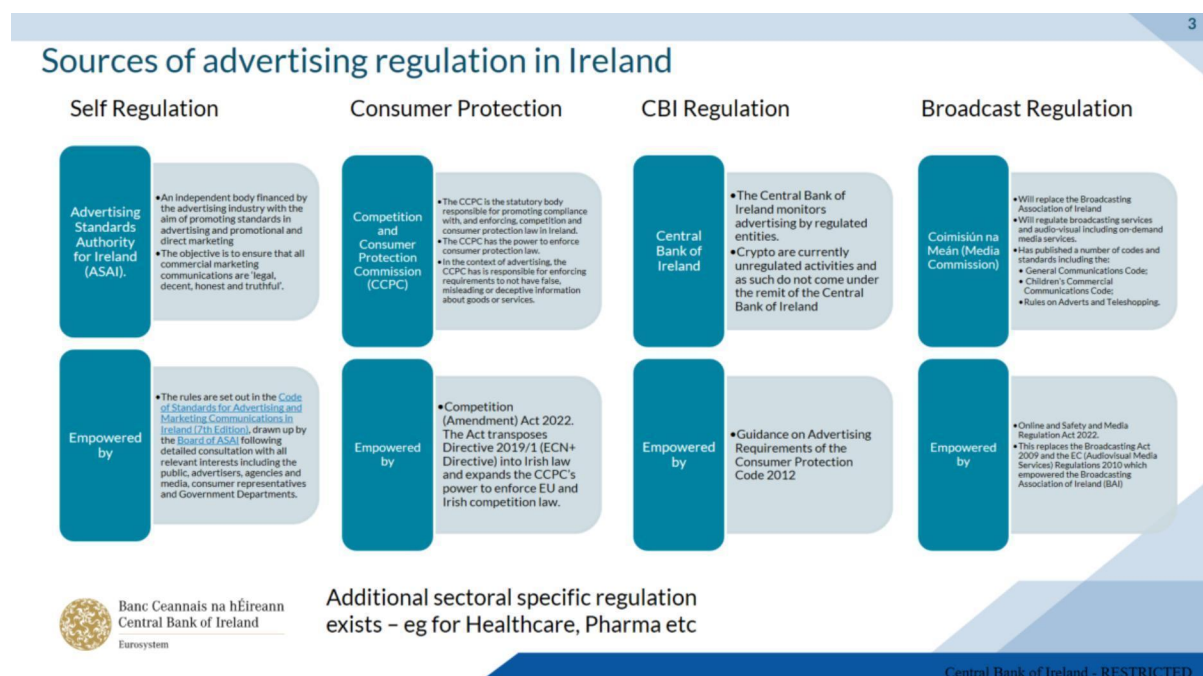 3
Sources of advertising regulation in Ireland
Self Regulation
Advertising
Standards
Authority
for Ireland
(ASAI).
•An independent body financed by
the advertising industry with the
aim of promoting standards in
advertising and promotional and
direct marketing
•The objective is to ensure that all
commercial marketing
communications are 'legal,
decent, honest and truthful'.
Empowered
by
•The rules are set out in the Code
of Standards for Advertising and
Marketing Communications in
Ireland (7th Edition), drawn up by
the Board of ASAI following
detailed consultation with all
relevant interests including the
public, advertisers, agencies and
media, consumer representatives
and Government Departments.
Consumer Protection
Competition
and
Consumer
Protection
Commission
(CCPC)
•The CCPC is the statutory body
responsible for promoting compliance
with, and enforcing, competition and
consumer protection law in Ireland.
•The CCPC has the power to enforce
consumer protection law.
•In the context of advertising, the
CCPC has is responsible for enforcing
requirements to not have false,
misleading or deceptive information
about goods or services.
Empowered
by
•Competition
(Amendment) Act 2022.
The Act transposes
Directive 2019/1 (ECN+
Directive) into Irish law
and expands the CCPC's
power to enforce EU and
Irish competition law.
CBI Regulation
Central
Bank of
Ireland
•The Central Bank of
Ireland monitors
advertising by regulated
entities.
•Crypto are currently
unregulated activities and
as such do not come under
the remit of the Central
Bank of Ireland
Empowered
by
•Guidance on Advertising
Requirements of the
Consumer Protection
Code 2012
Broadcast Regulation
Coimisiún na
Meán (Media
Commission)
•Will replace the Broadcasting
Association of Ireland
•Will regulate broadcasting services
and audio-visual including on-demand
media services.
•Has published a number of codes and
standards including the:
• General Communications Code;
• Children's Commercial
Communications Code;
•Rules on Adverts and Teleshopping.
Empowered
by
•Online and Safety and Media
Regulation Act 2022.
•This replaces the Broadcasting Act
2009 and the EC (Audiovisual Media
Services) Regulations 2010 which
empowered the Broadcasting
Association of Ireland (BAI)
Banc Ceannais na hÉireann
Central Bank of Ireland
Eurosystem
Additional sectoral specific regulation
exists – eg for Healthcare, Pharma etc
Central Bank of Ireland - RESTRICTED